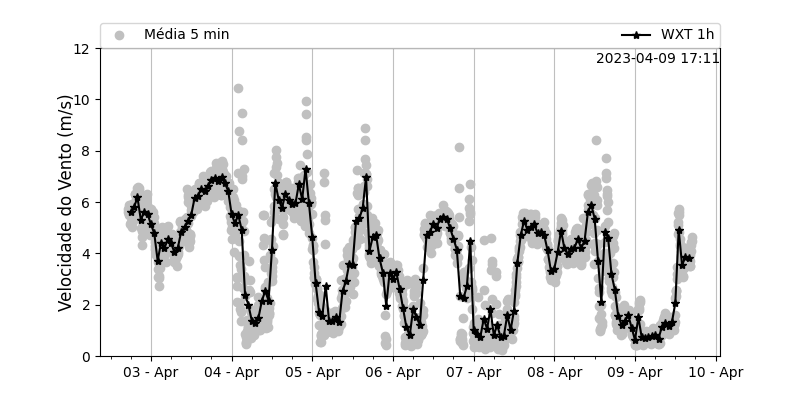 Média 5 min WXT 1h
2023-04-09 17:11
Velocidade do Vento (m/s)
12
10
8
6
4
2
0
03 - Apr 04 - Apr 05 - Apr 06 - Apr 07 - Apr 08 - Apr 09 - Apr 10 - Apr